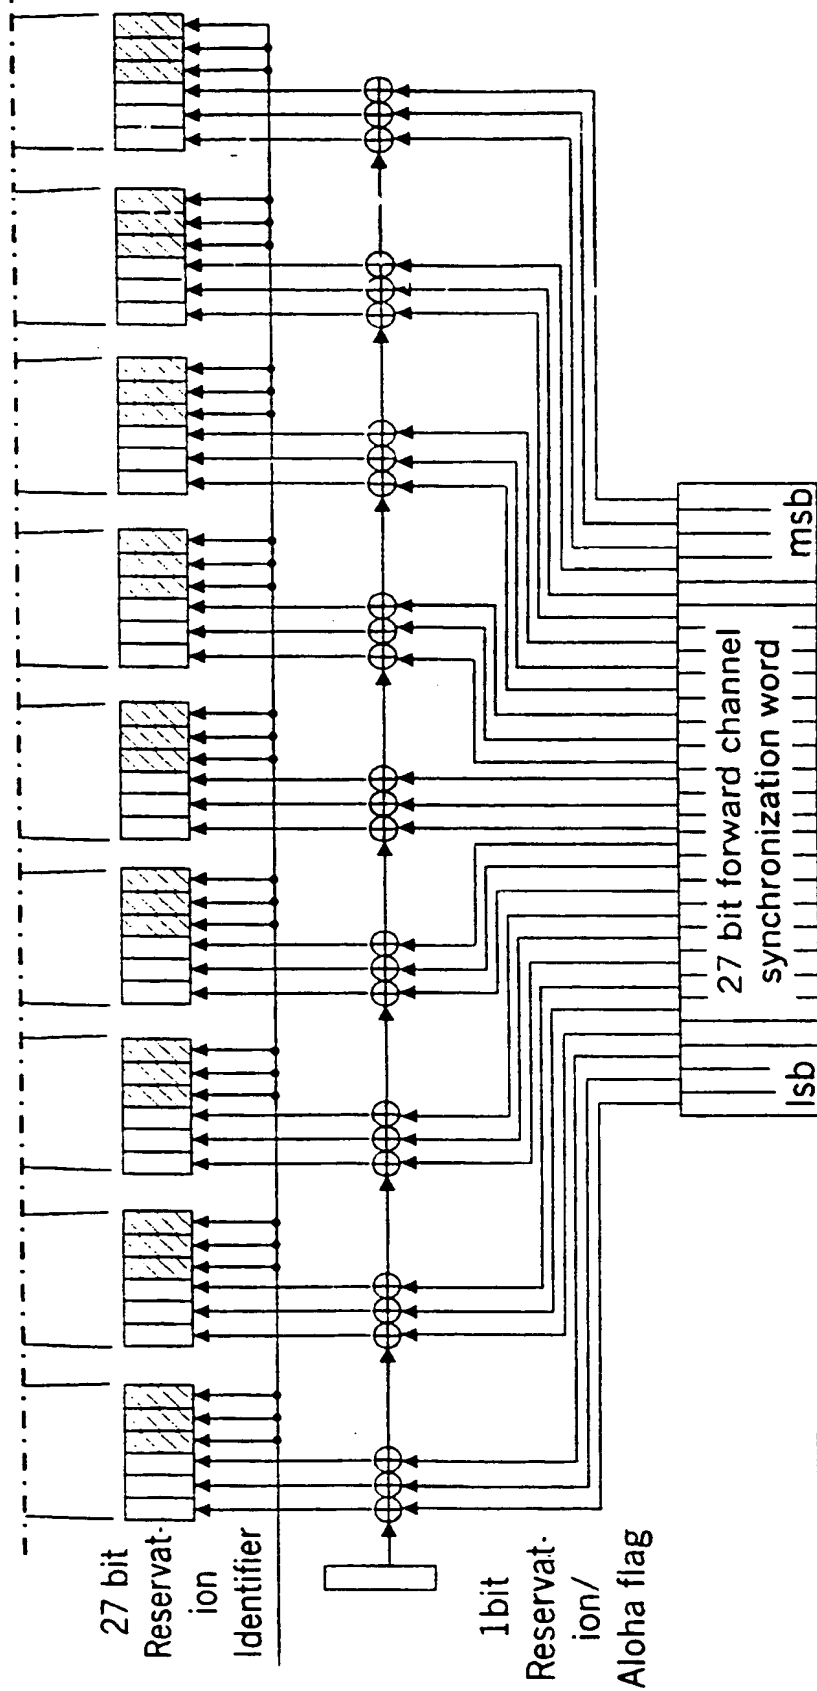 27 bit
Reservat-
ion
Identifier
1bit
Reservat-
ion/
Aloha flag
lsb
27 bit forward channel
synchronization word
msb